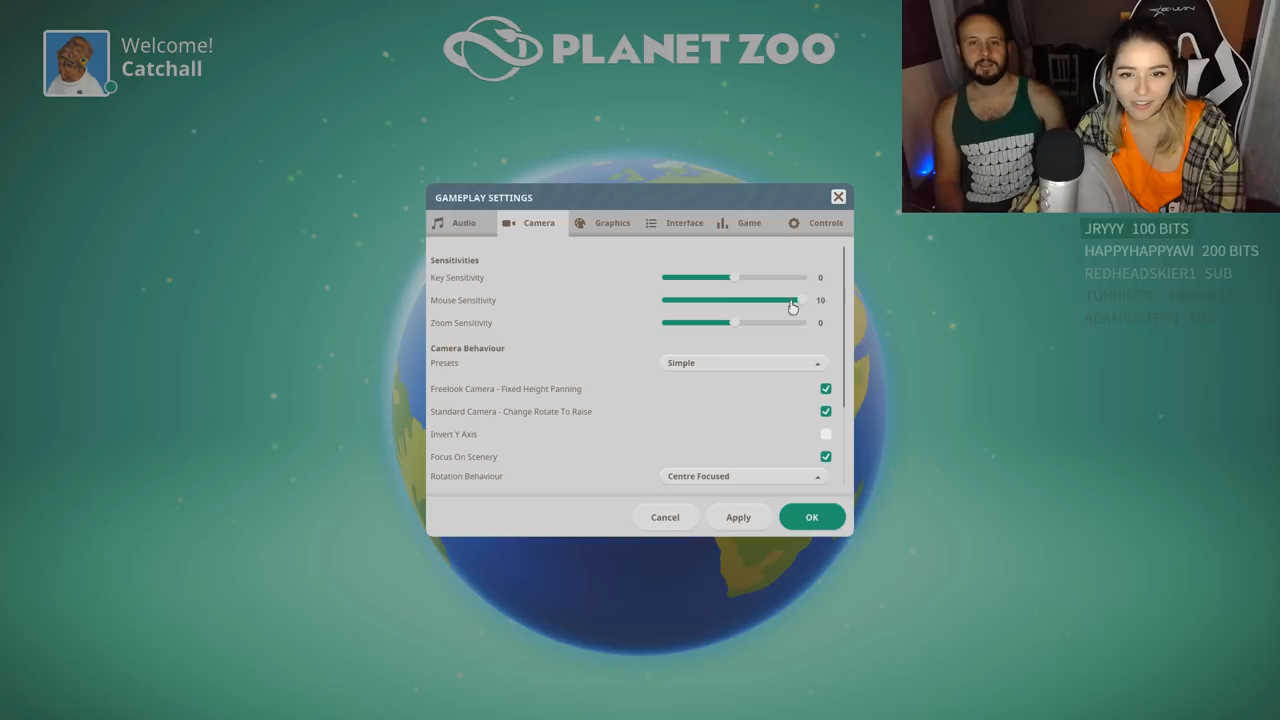 Welcome!
Catchall
PLANET ZOO
GAMEPLAY SETTINGS
Audio
Camera
Graphics
Interface
Game
Controls
Sensitivities
Key Sensitivity 0
Mouse Sensitivity 10
Zoom Sensitivity 0
Camera Behaviour
Presets Simple
Freelook Camera - Fixed Height Panning
Standard Camera - Change Rotate To Raise
Invert Y Axis
Focus On Scenery
Rotation Behaviour Centre Focused
Cancel
Apply
OK
JRYYY 100 BITS
HAPPYHAPPYAVI 200 BITS
REDHEADSKIER1 SUB